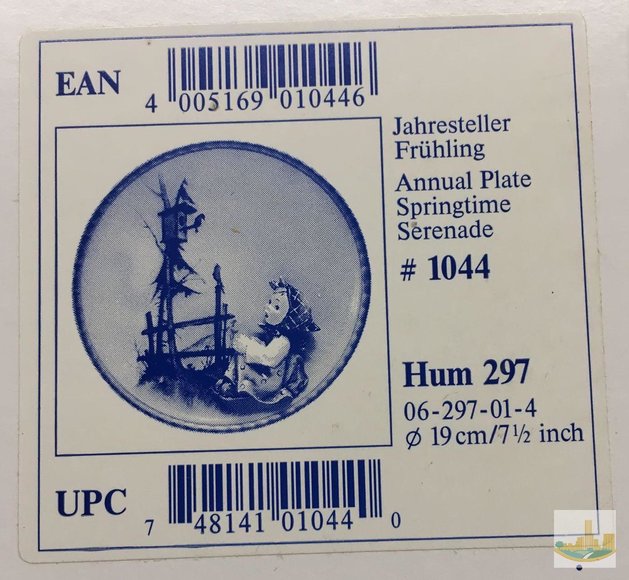 EAN
4 005169 010446
Jahresteller
Frühling
Annual Plate
Springtime
Serenade
# 1044
Hum 297
06-297-01-4
ø 19 cm/7½ inch
UPC
7 48141 01044 0